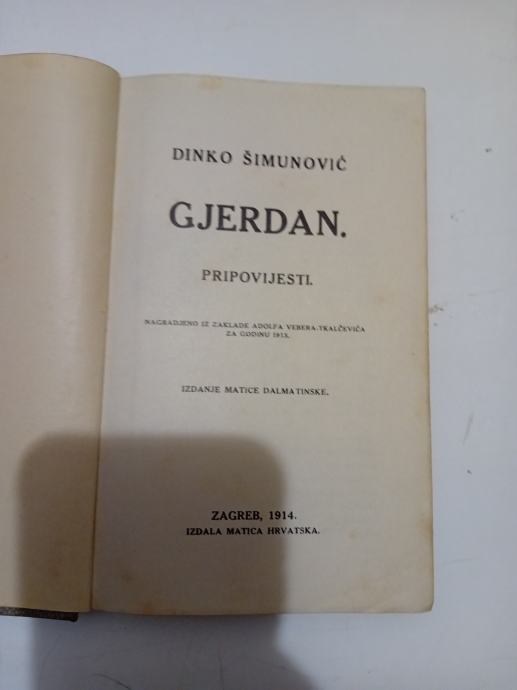 DINKO ŠIMUNOVIĆ
GJERDAN.
PRIPOVIJESTI.
NAGRADJENO IZ ZAKLADE ADOLFA VEBERA-TKALČEVIĆA
ZA GODINU 1913.
IZDANJE MATICE DALMATINSKE.
ZAGREB, 1914.
IZDALA MATICA HRVATSKA.